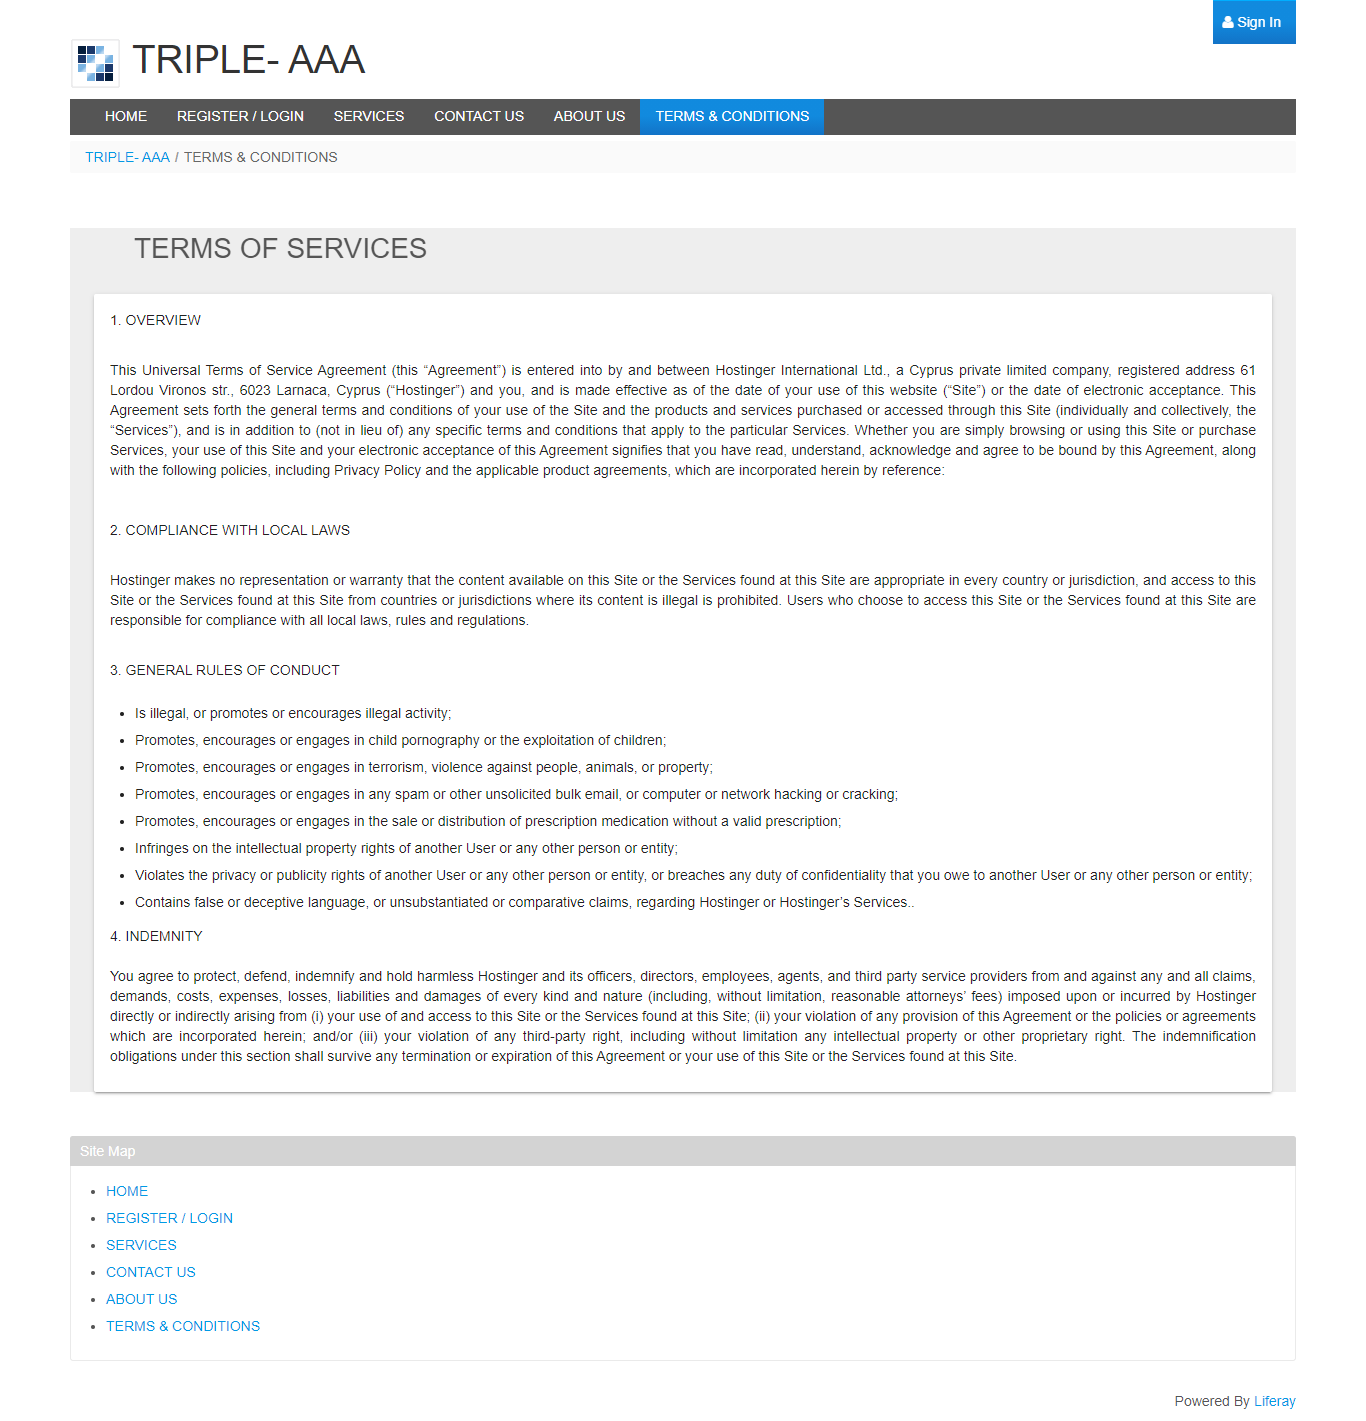 Sign In
TRIPLE- AAA
HOME REGISTER / LOGIN SERVICES CONTACT US ABOUT US TERMS & CONDITIONS
TRIPLE- AAA / TERMS & CONDITIONS
TERMS OF SERVICES
1. OVERVIEW
This Universal Terms of Service Agreement (this “Agreement”) is entered into by and between Hostinger International Ltd., a Cyprus private limited company, registered address 61
Lordou Vironos str., 6023 Larnaca, Cyprus (“Hostinger”) and you, and is made effective as of the date of your use of this website (“Site”) or the date of electronic acceptance. This
Agreement sets forth the general terms and conditions of your use of the Site and the products and services purchased or accessed through this Site (individually and collectively, the
“Services”), and is in addition to (not in lieu of) any specific terms and conditions that apply to the particular Services. Whether you are simply browsing or using this Site or purchase
Services, your use of this Site and your electronic acceptance of this Agreement signifies that you have read, understand, acknowledge and agree to be bound by this Agreement, along
with the following policies, including Privacy Policy and the applicable product agreements, which are incorporated herein by reference:
2. COMPLIANCE WITH LOCAL LAWS
Hostinger makes no representation or warranty that the content available on this Site or the Services found at this Site are appropriate in every country or jurisdiction, and access to this
Site or the Services found at this Site from countries or jurisdictions where its content is illegal is prohibited. Users who choose to access this Site or the Services found at this Site are
responsible for compliance with all local laws, rules and regulations.
3. GENERAL RULES OF CONDUCT
• Is illegal, or promotes or encourages illegal activity;
• Promotes, encourages or engages in child pornography or the exploitation of children;
• Promotes, encourages or engages in terrorism, violence against people, animals, or property;
• Promotes, encourages or engages in any spam or other unsolicited bulk email, or computer or network hacking or cracking;
• Promotes, encourages or engages in the sale or distribution of prescription medication without a valid prescription;
• Infringes on the intellectual property rights of another User or any other person or entity;
• Violates the privacy or publicity rights of another User or any other person or entity, or breaches any duty of confidentiality that you owe to another User or any other person or entity;
• Contains false or deceptive language, or unsubstantiated or comparative claims, regarding Hostinger or Hostinger’s Services..
4. INDEMNITY
You agree to protect, defend, indemnify and hold harmless Hostinger and its officers, directors, employees, agents, and third party service providers from and against any and all claims,
demands, costs, expenses, losses, liabilities and damages of every kind and nature (including, without limitation, reasonable attorneys’ fees) imposed upon or incurred by Hostinger
directly or indirectly arising from (i) your use of and access to this Site or the Services found at this Site; (ii) your violation of any provision of this Agreement or the policies or agreements
which are incorporated herein; and/or (iii) your violation of any third-party right, including without limitation any intellectual property or other proprietary right. The indemnification
obligations under this section shall survive any termination or expiration of this Agreement or your use of this Site or the Services found at this Site.
Site Map
• HOME
• REGISTER / LOGIN
• SERVICES
• CONTACT US
• ABOUT US
• TERMS & CONDITIONS
Powered By Liferay